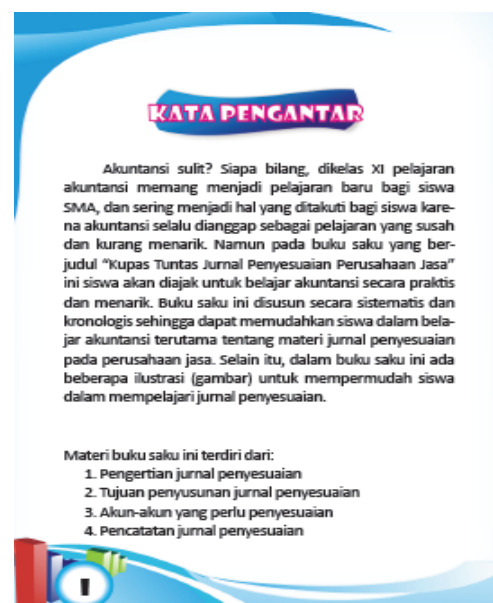 KATA PENGANTAR
Akuntansi sulit? Siapa bilang, dikelas XI pelajaran
akuntansi memang menjadi pelajaran baru bagi siswa
SMA, dan sering menjadi hal yang ditakuti bagi siswa kare-
na akuntansi selalu dianggap sebagai pelajaran yang susah
dan kurang menarik. Namun pada buku saku yang ber-
judul “Kupas Tuntas Jurnal Penyesuaian Perusahaan Jasa”
ini siswa akan diajak untuk belajar akuntansi secara praktis
dan menarik. Buku saku ini disusun secara sistematis dan
kronologis sehingga dapat memudahkan siswa dalam bela-
jar akuntansi terutama tentang materi jurnal penyesuaian
pada perusahaan jasa. Selain itu, dalam buku saku ini ada
beberapa ilustrasi (gambar) untuk mempermudah siswa
dalam mempelajari jurnal penyesuaian.
Materi buku saku ini terdiri dari:
1. Pengertian jurnal penyesuaian
2. Tujuan penyusunan jurnal penyesuaian
3. Akun-akun yang perlu penyesuaian
4. Pencatatan jurnal penyesuaian
I